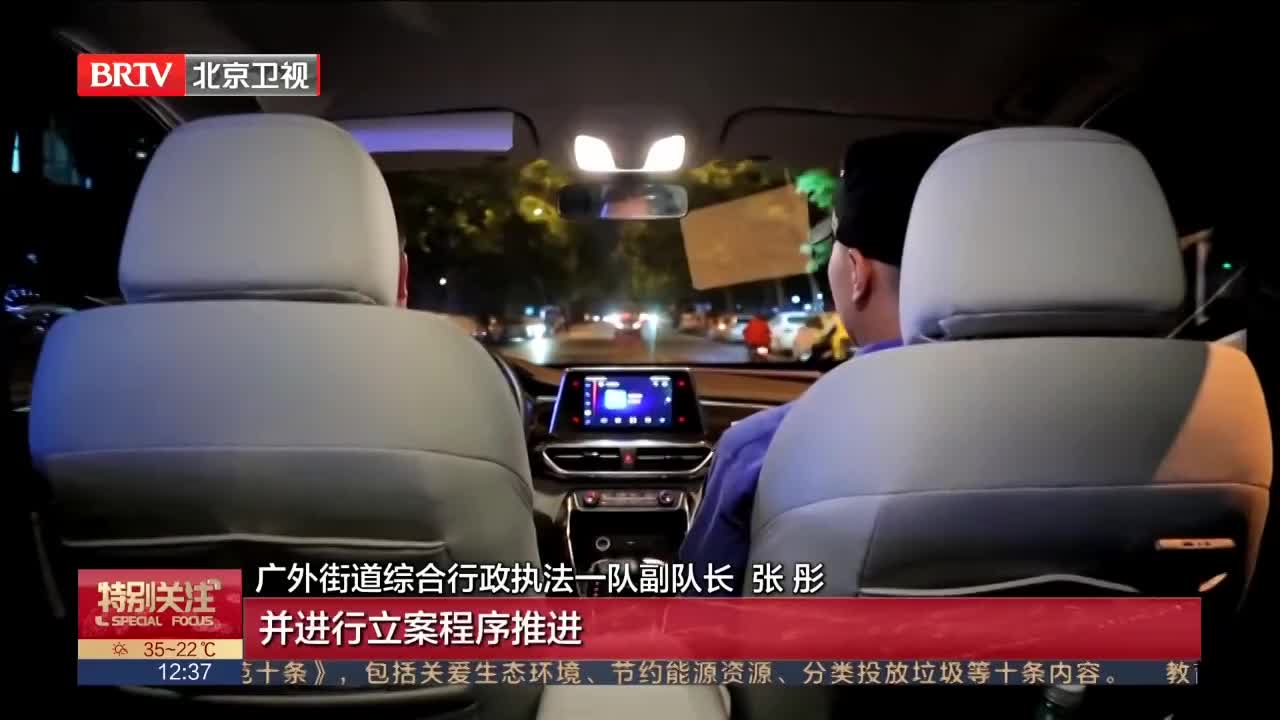 BRTV 北京卫视
广外街道综合行政执法一队副队长 张 彤
特别关注
SPECIAL FOCUS
并进行立案程序推进
35~22℃
12:37
范十条》，包括关爱生态环境、节约能源资源、分类投放垃圾等十条内容。 教